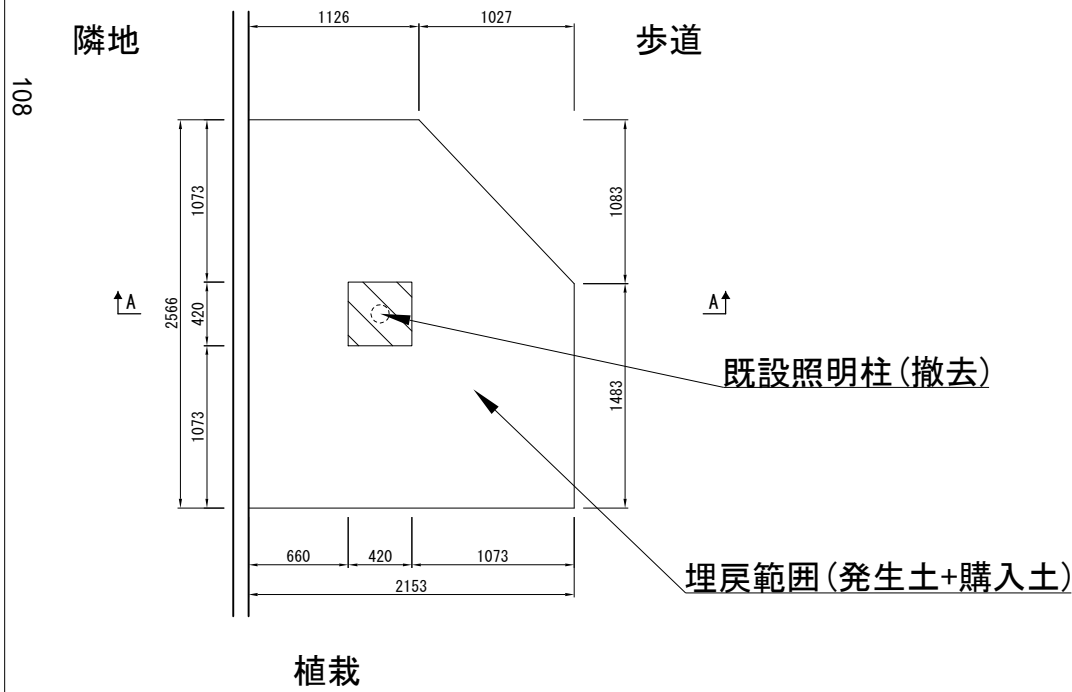 1126
1027
隣地
歩道
108
1073
1083
A
2566
420
A
既設照明柱(撤去)
1073
1483
660
420
1073
2153
埋戻範囲(発生土+購入土)
植栽